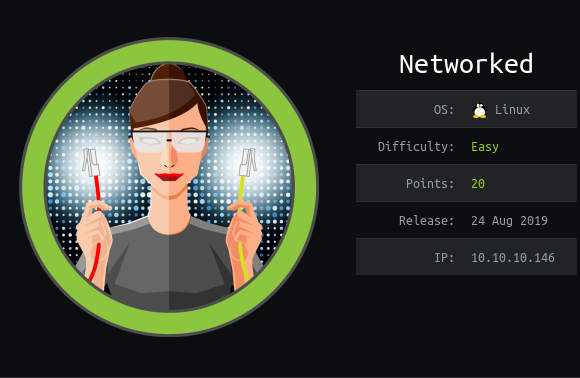 Networked
OS: Linux
Difficulty: Easy
Points: 20
Release: 24 Aug 2019
IP: 10.10.10.146